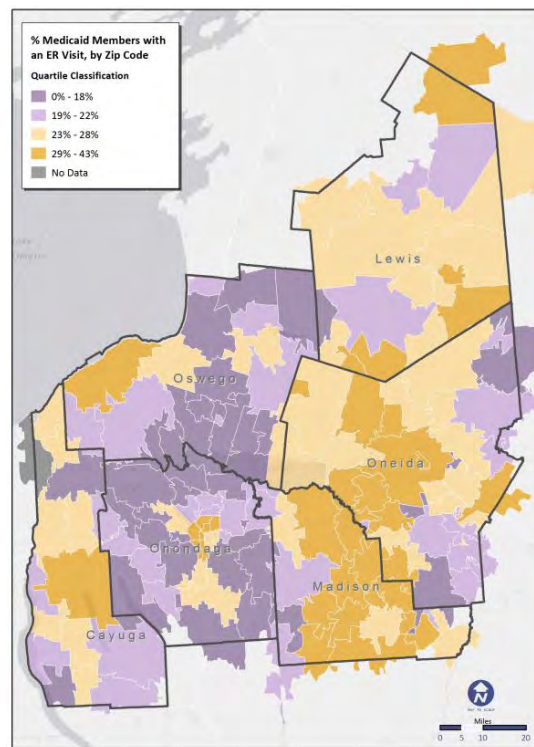 % Medicaid Members with
an ER Visit, by Zip Code
Quartile Classification
0% - 18%
19% - 22%
23% - 28%
29% - 43%
No Data
Lewis
Oswego
Oneida
Onondaga
Madison
Cayuga
Miles
0 5 10 20